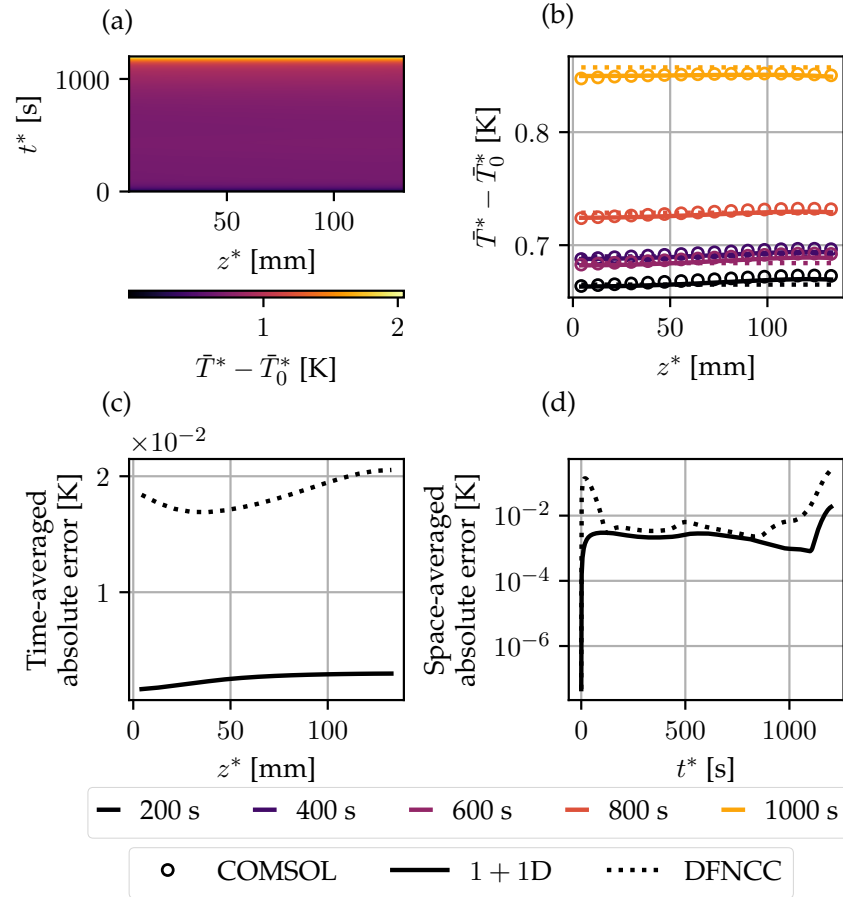 (a)
1000
0
t* [s]
50 100
z* [mm]
1 2
T̄* − T̄₀* [K]
(b)
0.8
0.7
T̄* − T̄₀* [K]
0 50 100
z* [mm]
(c)
×10⁻²
2
1
Time-averaged
absolute error [K]
0 50 100
z* [mm]
(d)
10⁻²
10⁻⁴
10⁻⁶
Space-averaged
absolute error [K]
0 500 1000
t* [s]
200 s 400 s 600 s 800 s 1000 s
COMSOL 1 + 1D DFNCC